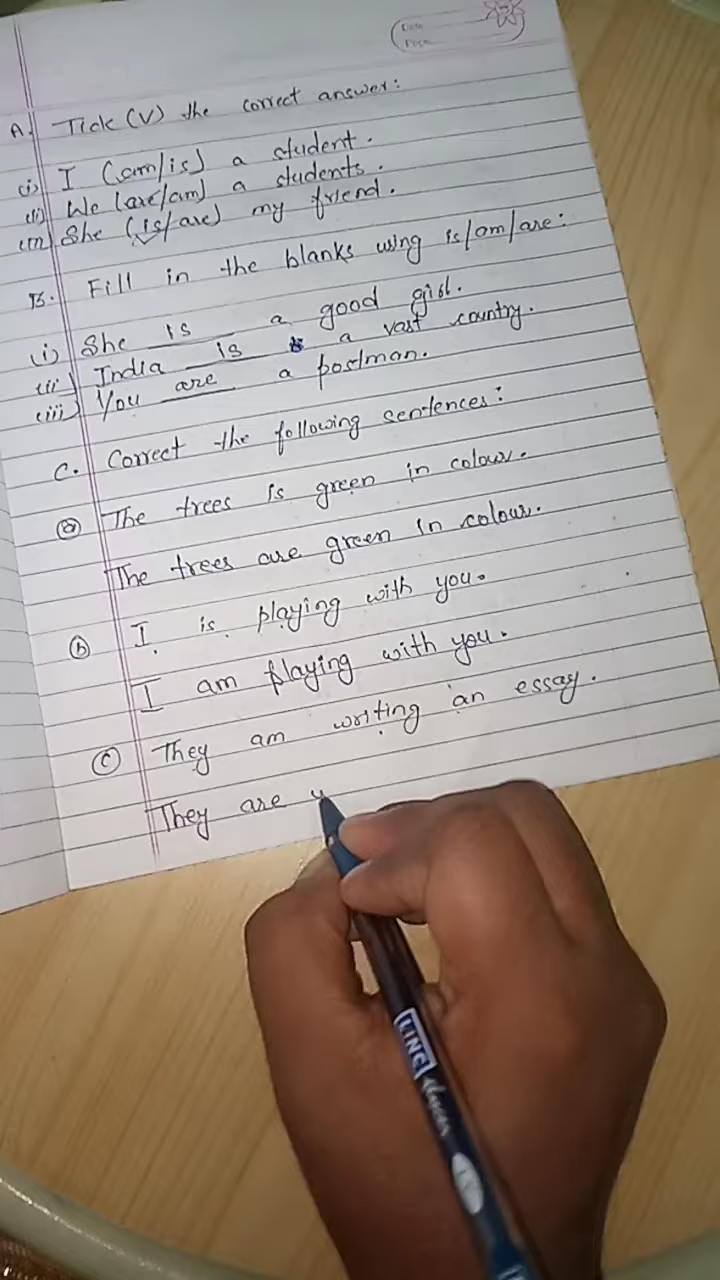 Date
Page
A. Tick (V) the correct answer:
(i) I (am/is) a student.
(ii) We (are/am) a students.
(iii) She (is/are) my friend.
B. Fill in the blanks using is/am/are:
(i) She is a good girl.
(ii) India is a vast country.
(iii) You are a postman.
C. Correct the following sentences:
(a) The trees is green in colour.
The trees are green in colour.
(b) I is playing with you.
I am playing with you.
(c) They am writing an essay.
They are
LINC